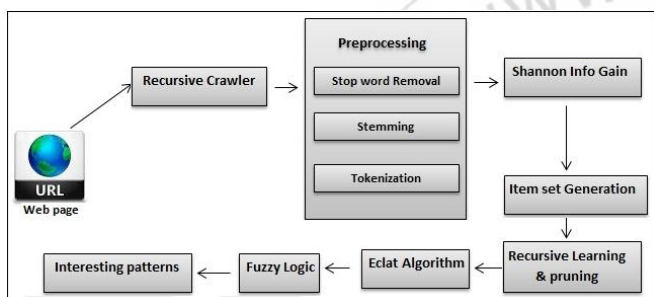 Preprocessing
Recursive Crawler
Stop word Removal
Shannon Info Gain
Stemming
Tokenization
URL
Web page
Item set Generation
Recursive Learning
& pruning
Eclat Algorithm
Fuzzy Logic
Interesting patterns